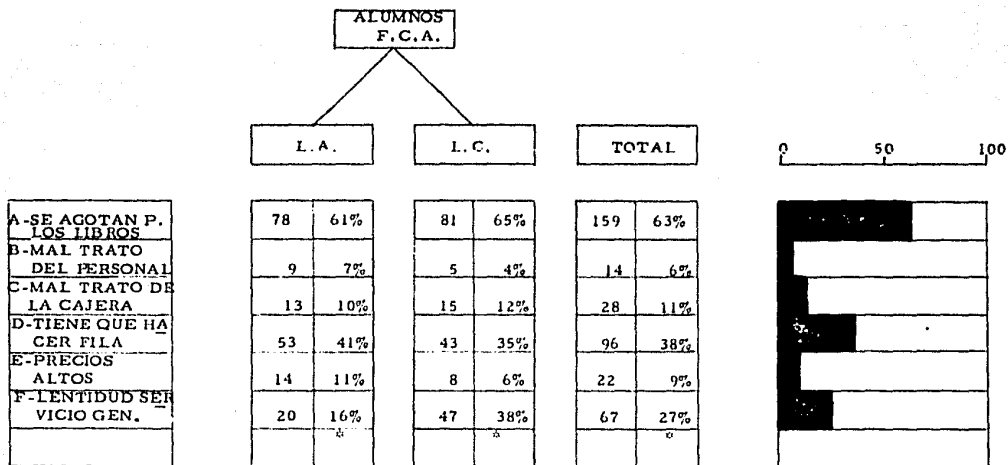 ALUMNOS
F.C.A.
L.A. L.C. TOTAL 0 50 100
A-SE AGOTAN P. 78 61% 81 65% 159 63%
LOS LIBROS
B-MAL TRATO
DEL PERSONAL 9 7% 5 4% 14 6%
C-MAL TRATO DE
LA CAJERA 13 10% 15 12% 28 11%
D-TIENE QUE HA
CER FILA 53 41% 43 35% 96 38%
E-PRECIOS
ALTOS 14 11% 8 6% 22 9%
F-LENTIDUD SER
VICIO GEN. 20 16% 47 38% 67 27%
* * *